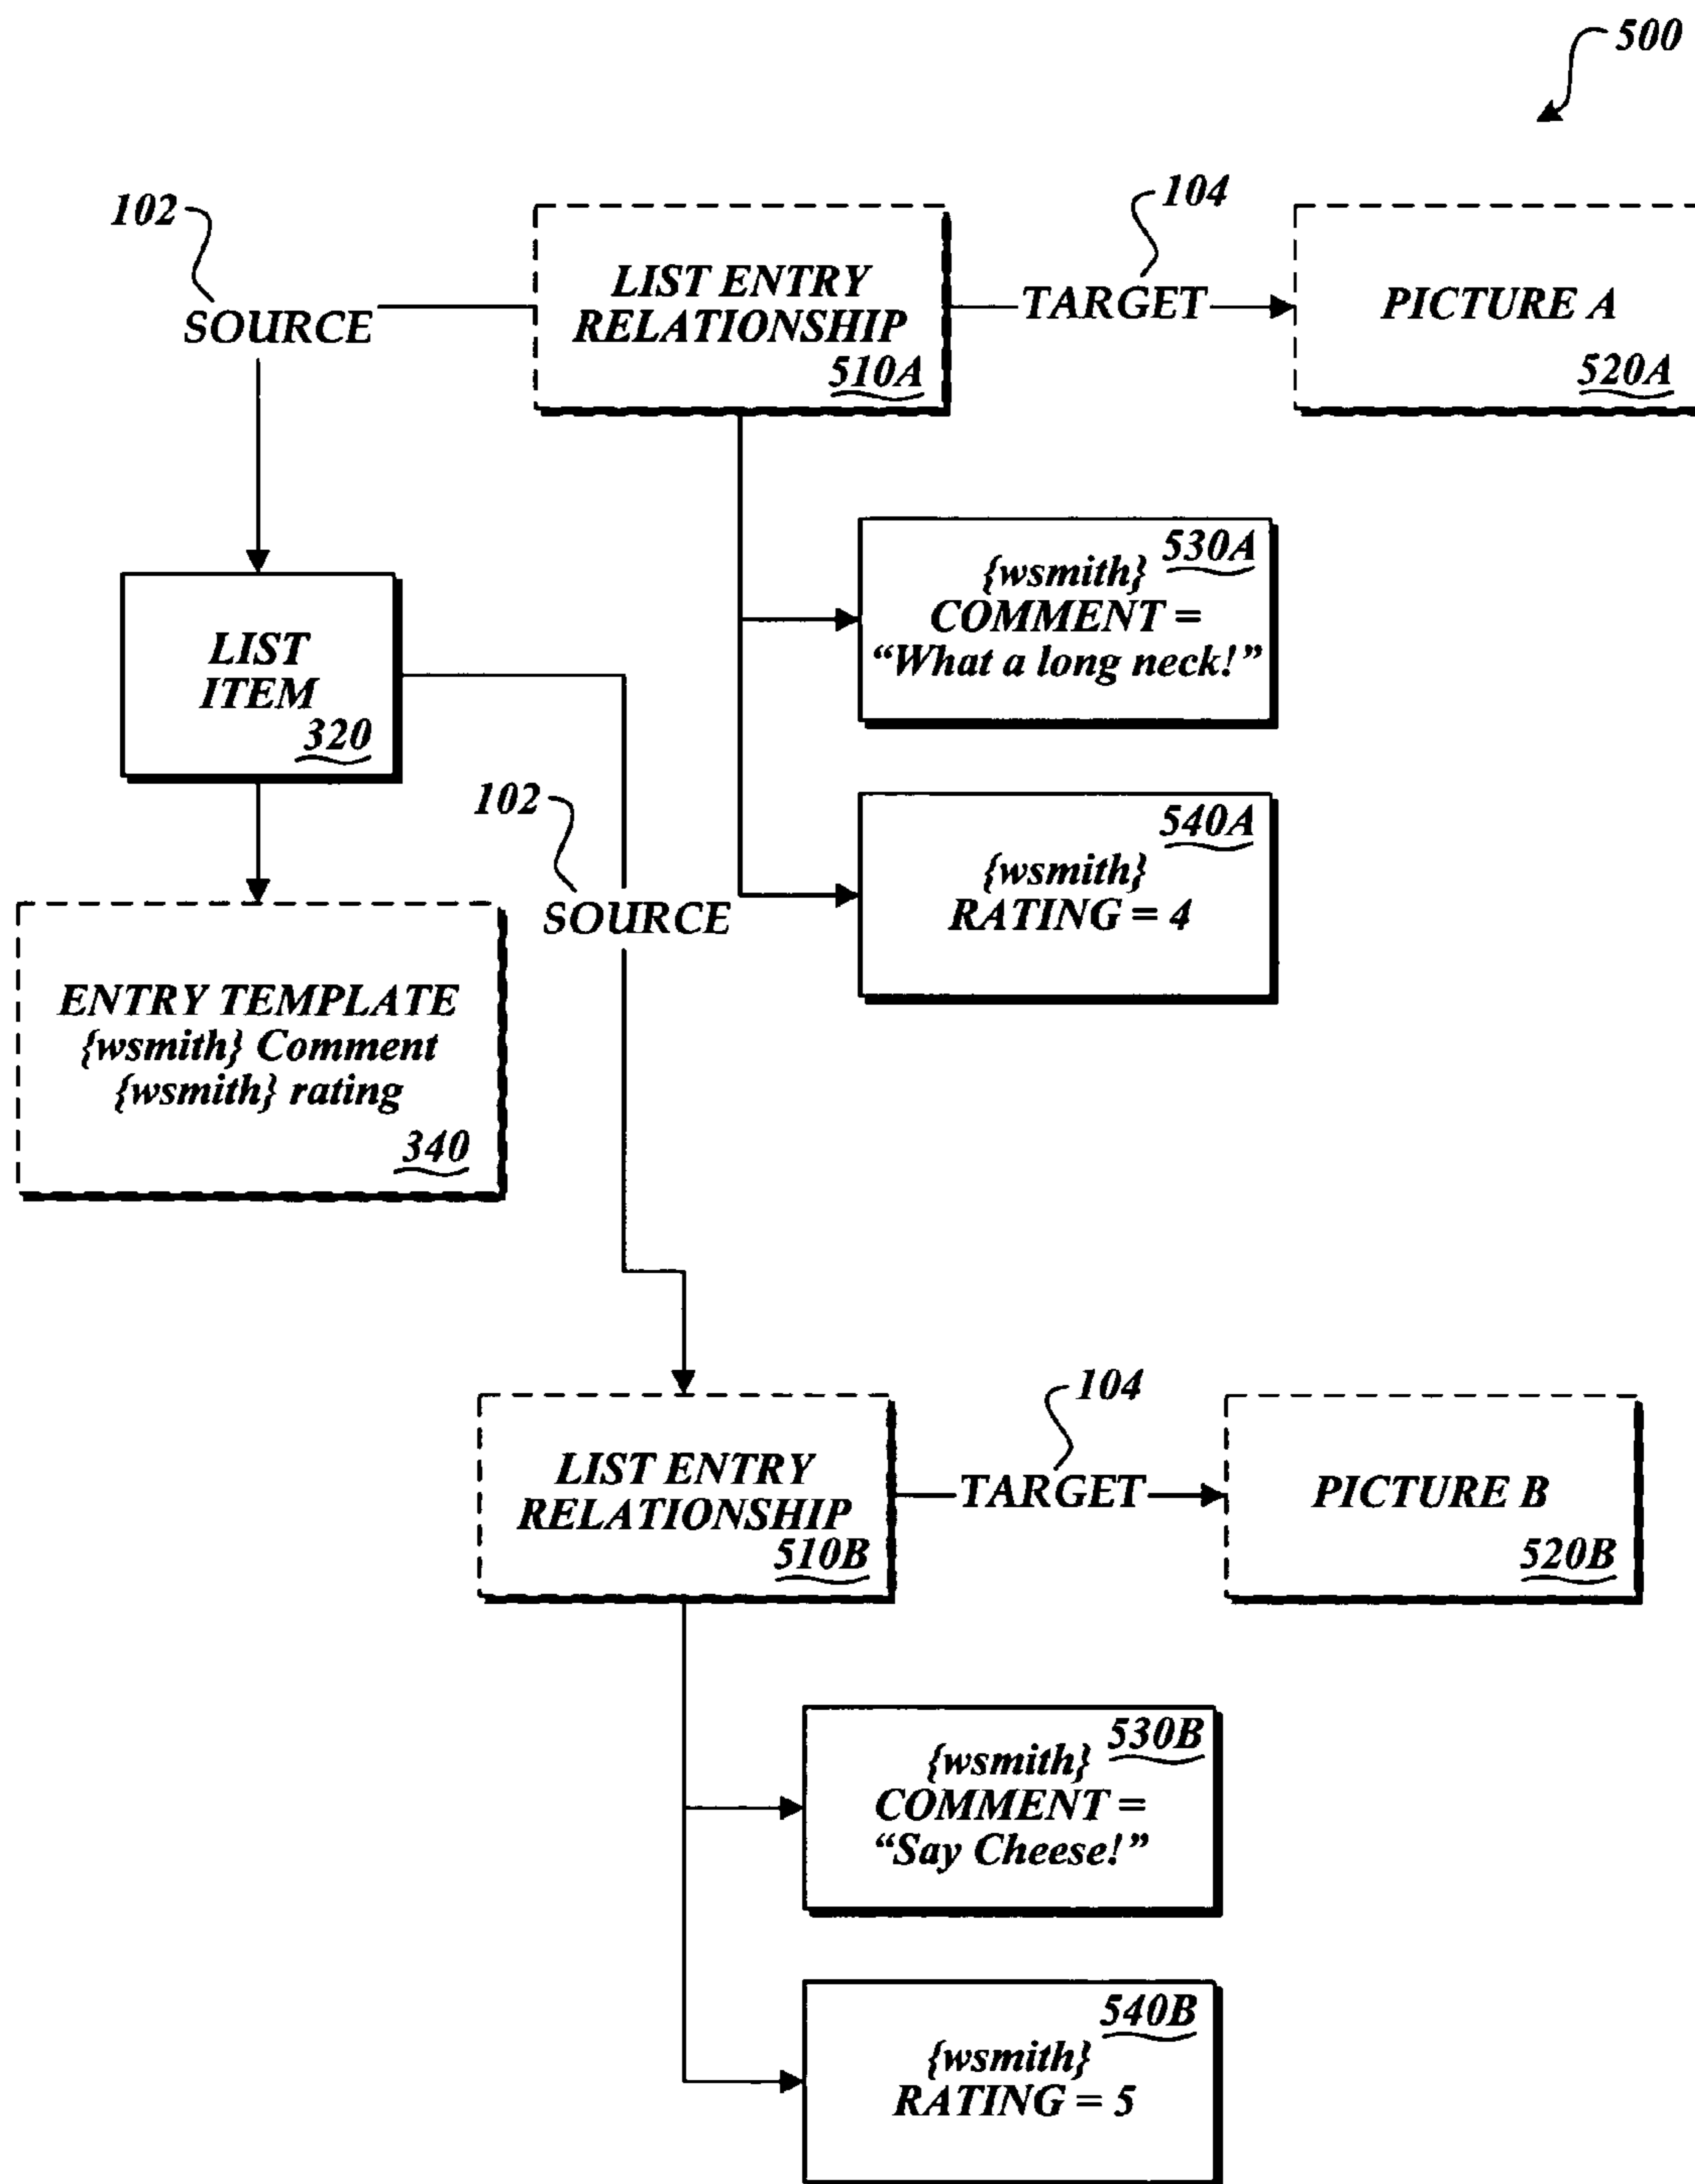 500
102
104
SOURCE
LIST ENTRY
RELATIONSHIP
510A
TARGET
PICTURE A
520A
530A
{wsmith}
COMMENT =
“What a long neck!”
LIST
ITEM
320
102
540A
{wsmith}
RATING = 4
SOURCE
ENTRY TEMPLATE
{wsmith} Comment
{wsmith} rating
340
104
LIST ENTRY
RELATIONSHIP
510B
TARGET
PICTURE B
520B
530B
{wsmith}
COMMENT =
“Say Cheese!”
540B
{wsmith}
RATING = 5